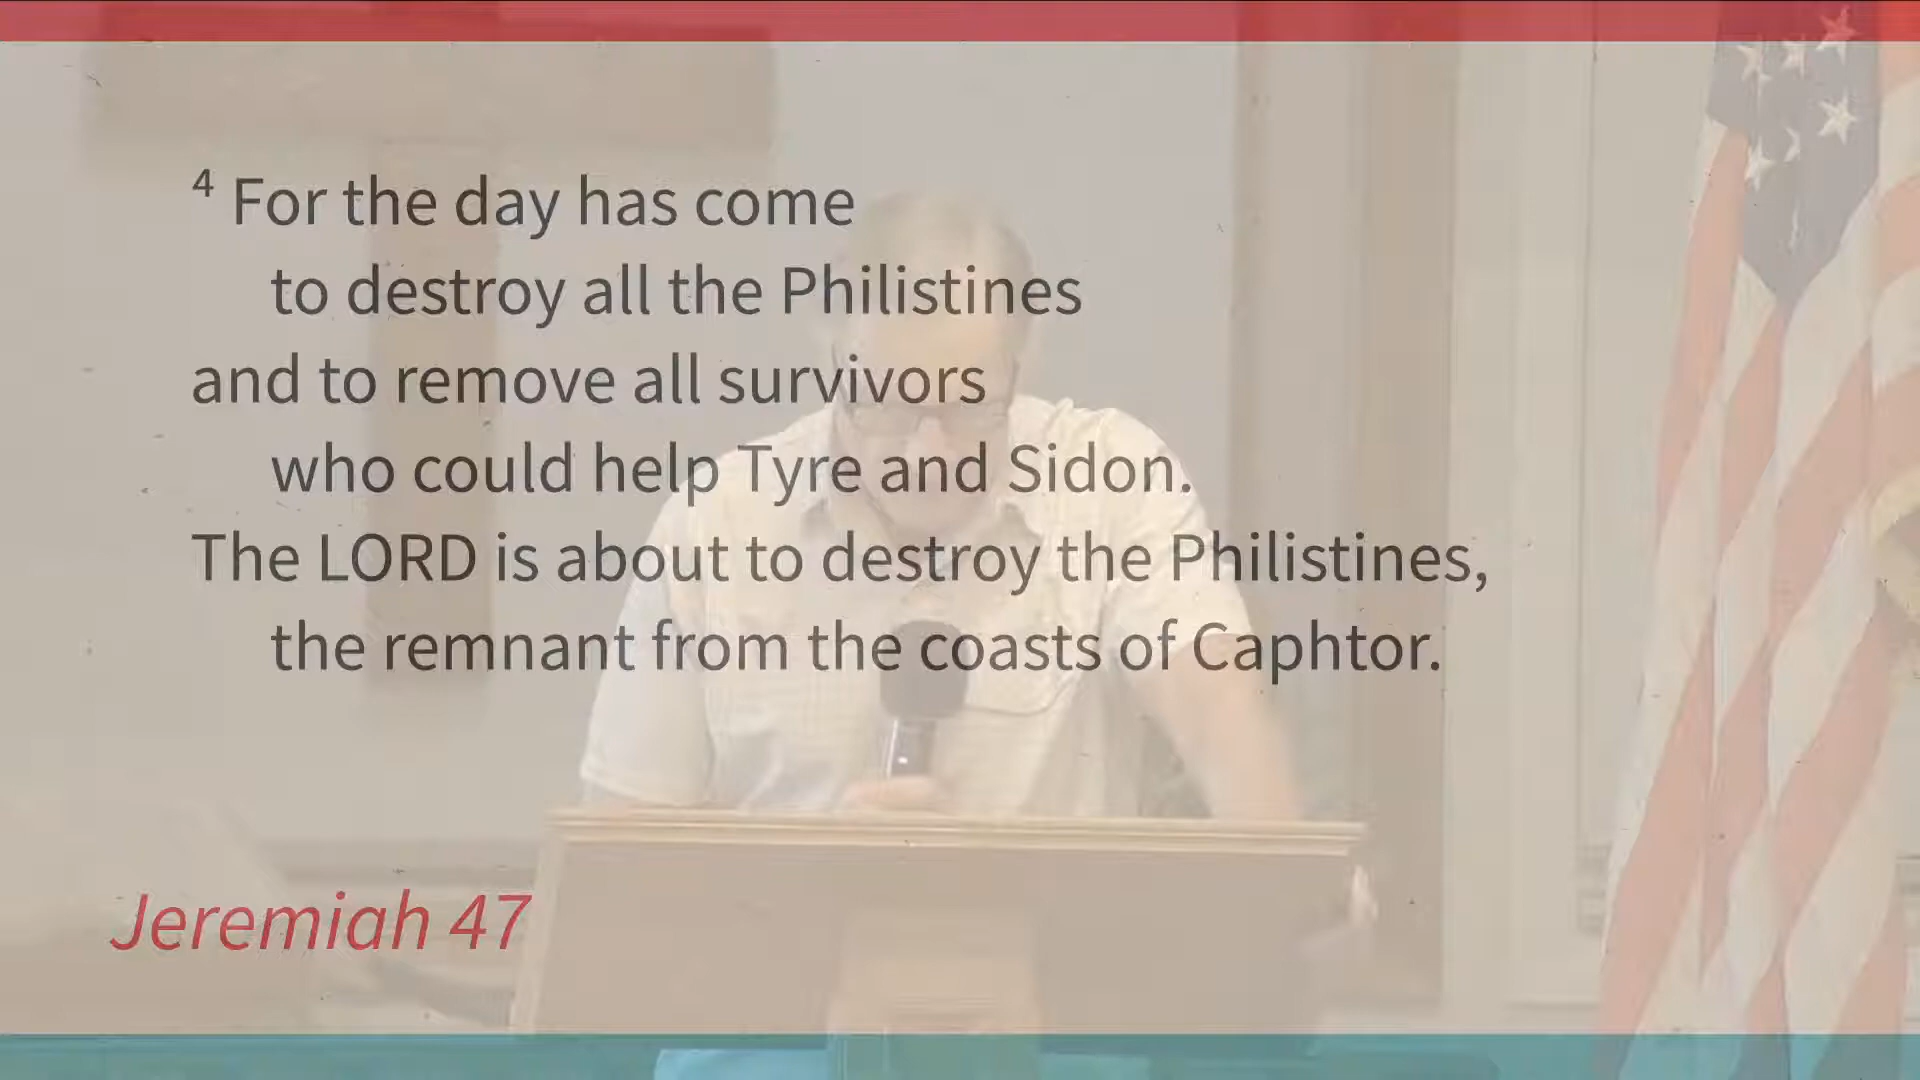 ⁴ For the day has come
to destroy all the Philistines
and to remove all survivors
who could help Tyre and Sidon.
The LORD is about to destroy the Philistines,
the remnant from the coasts of Caphtor.
Jeremiah 47